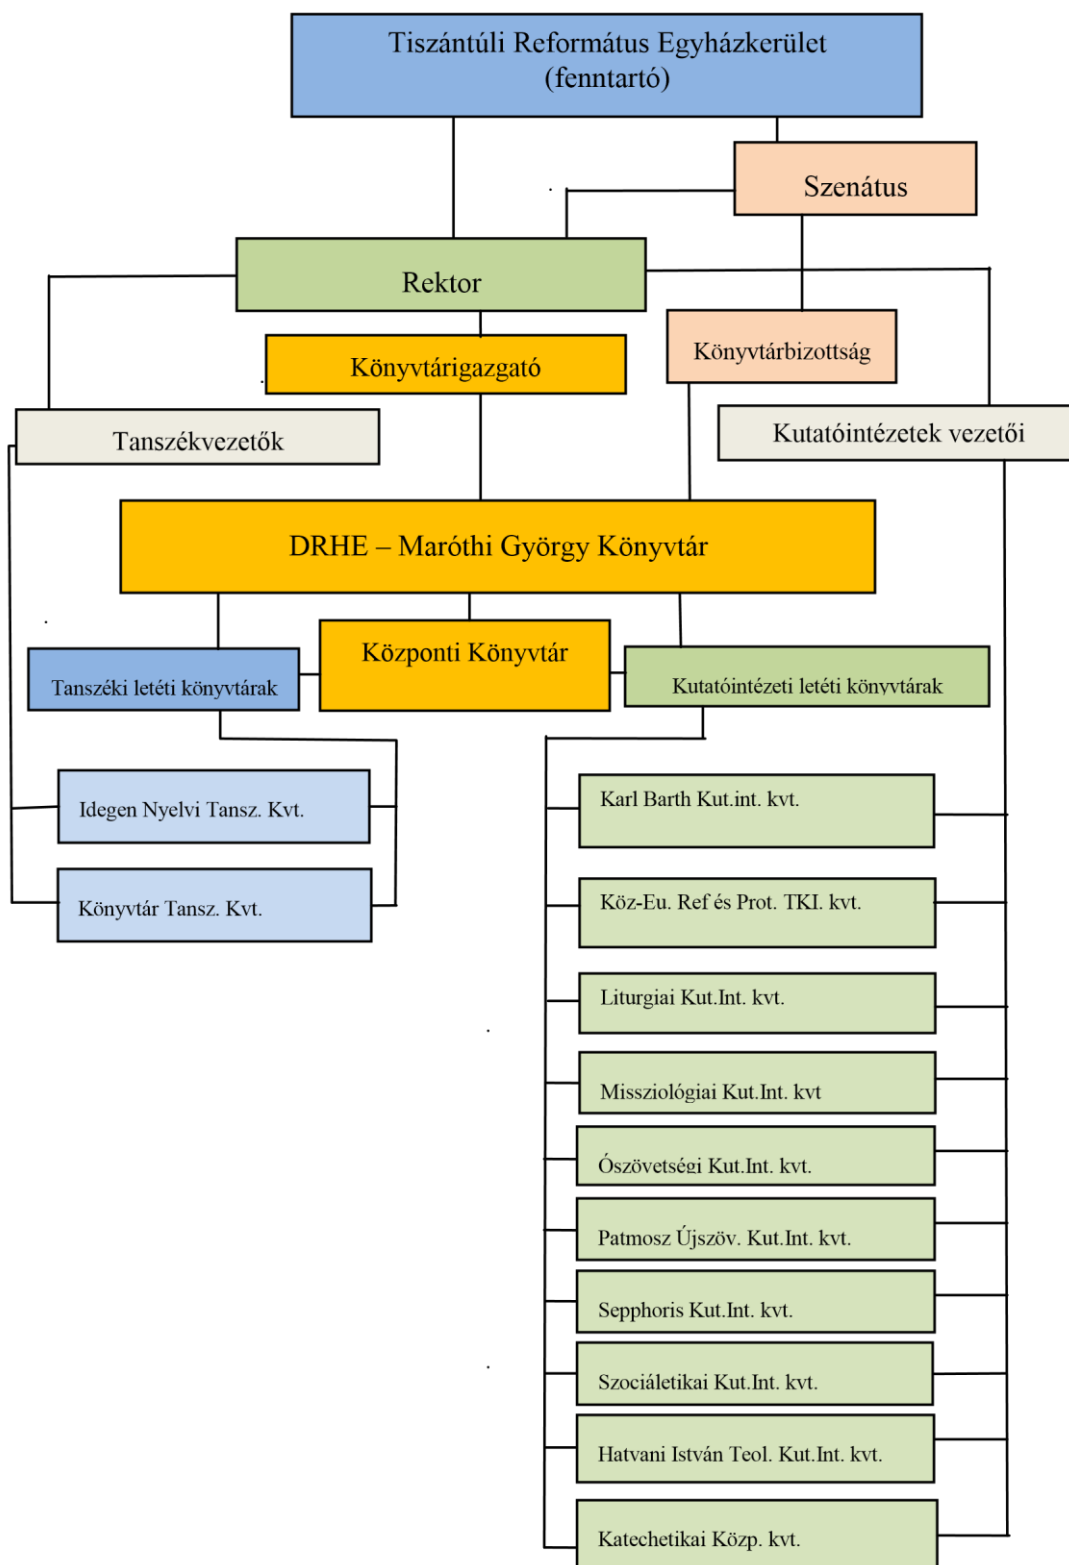 Tiszántúli Református Egyházkerület
(fenntartó)
Szenátus
Rektor
Könyvtárigazgató
Könyvtárbizottság
Tanszékvezetők
Kutatóintézetek vezetői
DRHE – Maróthi György Könyvtár
Központi Könyvtár
Tanszéki letéti könyvtárak
Kutatóintézeti letéti könyvtárak
Idegen Nyelvi Tansz. Kvt.
Könyvtár Tansz. Kvt.
Karl Barth Kut.int. kvt.
Köz-Eu. Ref és Prot. TKI. kvt.
Liturgiai Kut.Int. kvt.
Missziológiai Kut.Int. kvt
Ószövetségi Kut.Int. kvt.
Patmosz Újszöv. Kut.Int. kvt.
Sepphoris Kut.Int. kvt.
Szociáletikai Kut.Int. kvt.
Hatvani István Teol. Kut.Int. kvt.
Katechetikai Közp. kvt.